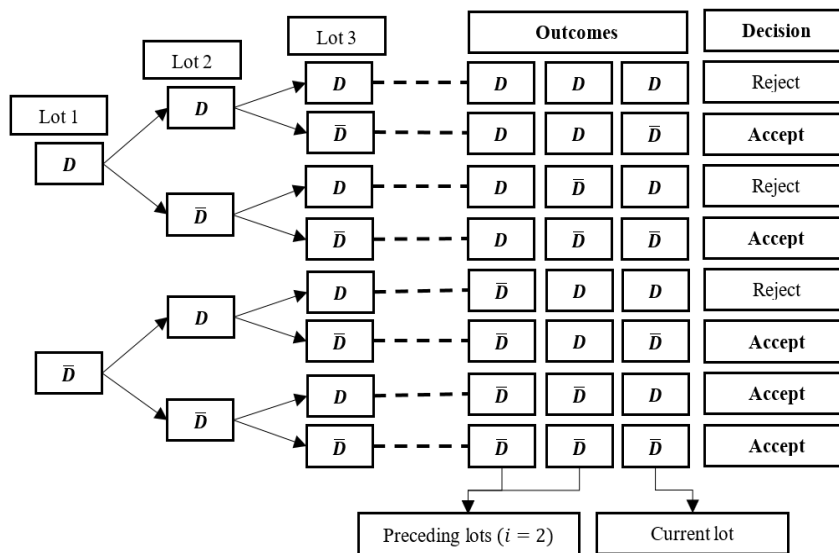 Lot 3 Outcomes Decision
Lot 2 D D D D Reject
Lot 1 D
D D̅ D D D̅ Accept
D D D̅ D Reject
D̅
D̅ D D̅ D̅ Accept
D D̅ D D Reject
D
D̅ D̅ D D̅ Accept
D̅
D D̅ D̅ D Accept
D̅
D̅ D̅ D̅ D̅ Accept
Preceding lots (i = 2) Current lot